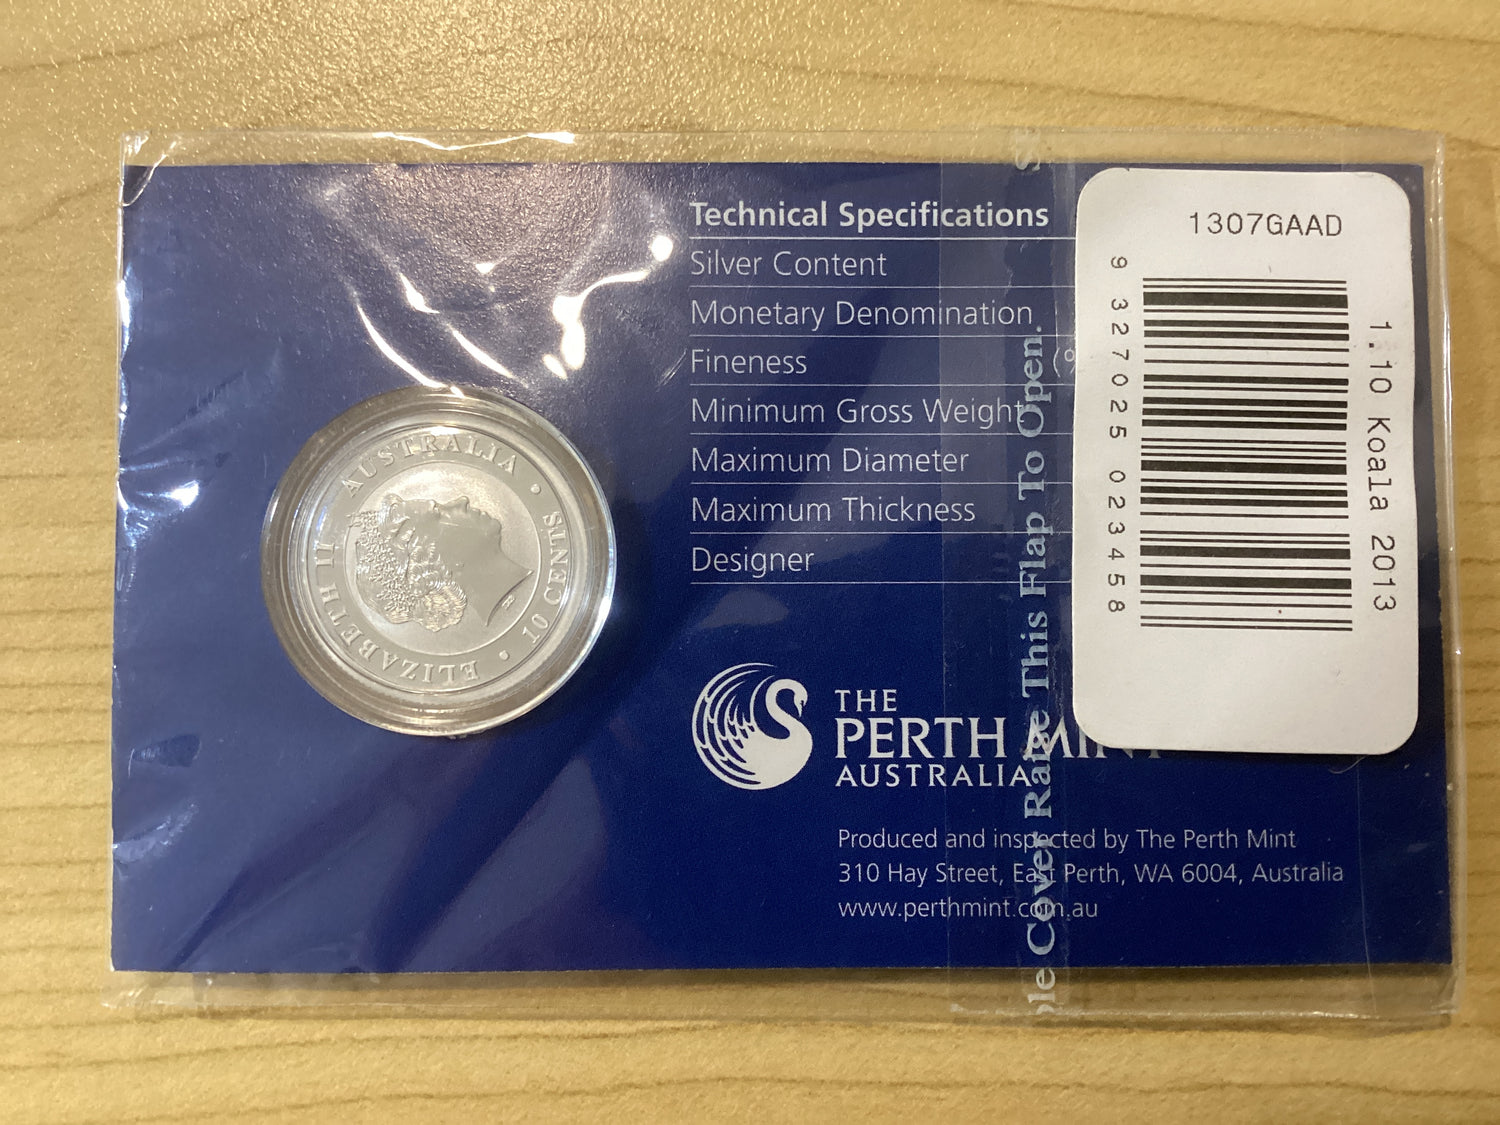 ELIZABETH II AUSTRALIA • 10 CENTS •
Technical Specifications
Silver Content
Monetary Denomination
Fineness (%
Minimum Gross Weight
Maximum Diameter
Maximum Thickness
Designer
THE
PERTH MINT
AUSTRALIA
Produced and inspected by The Perth Mint
310 Hay Street, East Perth, WA 6004, Australia
www.perthmint.com.au
Cover Raise This Flap To Open.
1307GAAD
9 327025 023458
1.10 Koala 2013